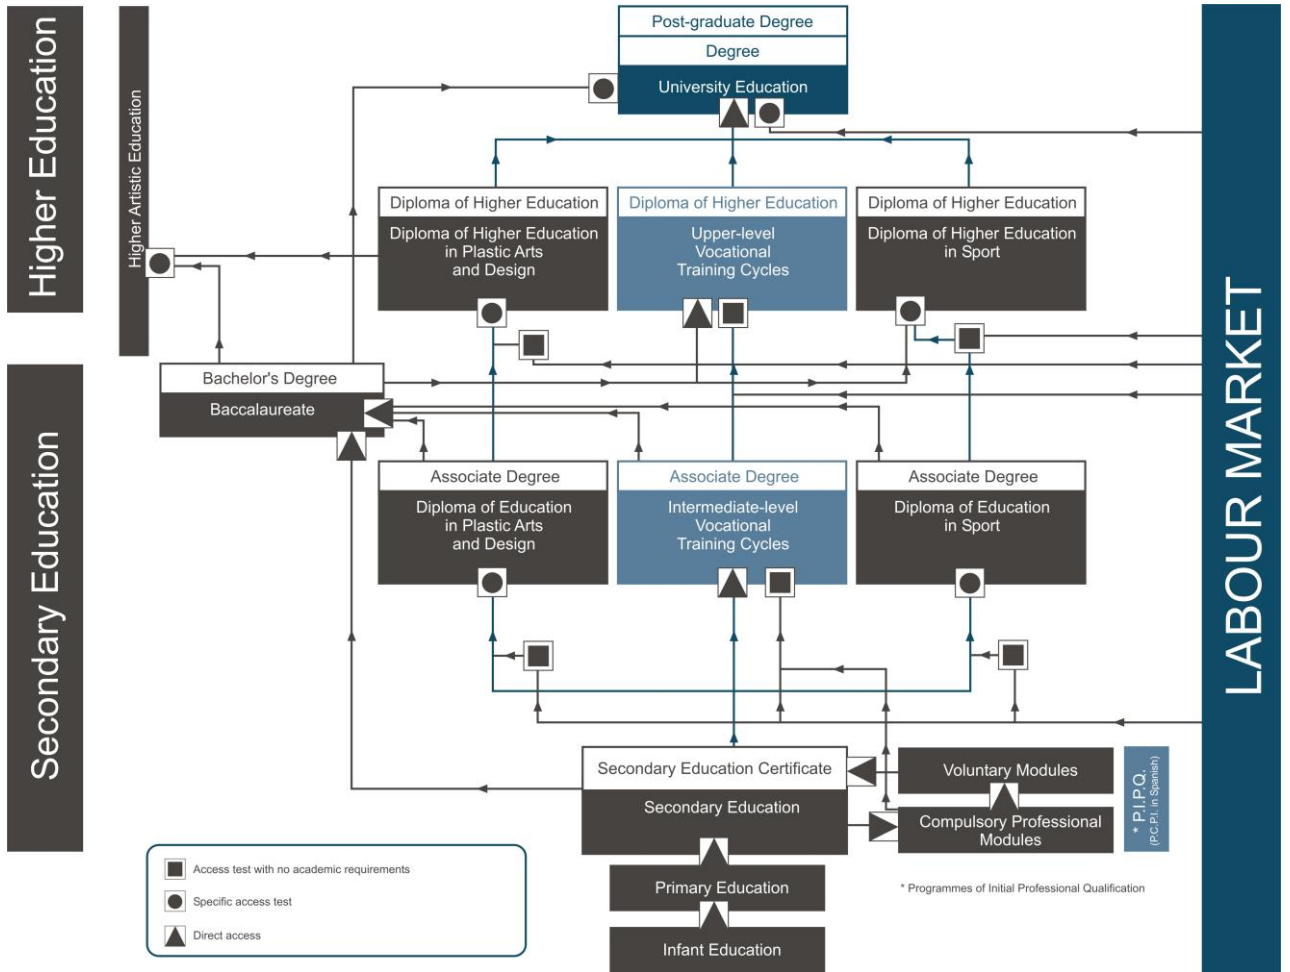 Higher Education
Higher Artistic Education
Post-graduate Degree
Degree
University Education
Diploma of Higher Education
Diploma of Higher Education
in Plastic Arts
and Design
Diploma of Higher Education
Upper-level
Vocational
Training Cycles
Diploma of Higher Education
Diploma of Higher Education
in Sport
LABOUR MARKET
Secondary Education
Bachelor's Degree
Baccalaureate
Associate Degree
Diploma of Education
in Plastic Arts
and Design
Associate Degree
Intermediate-level
Vocational
Training Cycles
Associate Degree
Diploma of Education
in Sport
Secondary Education Certificate
Secondary Education
Voluntary Modules
Compulsory Professional
Modules
* P.I.P.Q.
(P.C.P.I. in Spanish)
Primary Education
Infant Education
* Programmes of Initial Professional Qualification
Access test with no academic requirements
Specific access test
Direct access